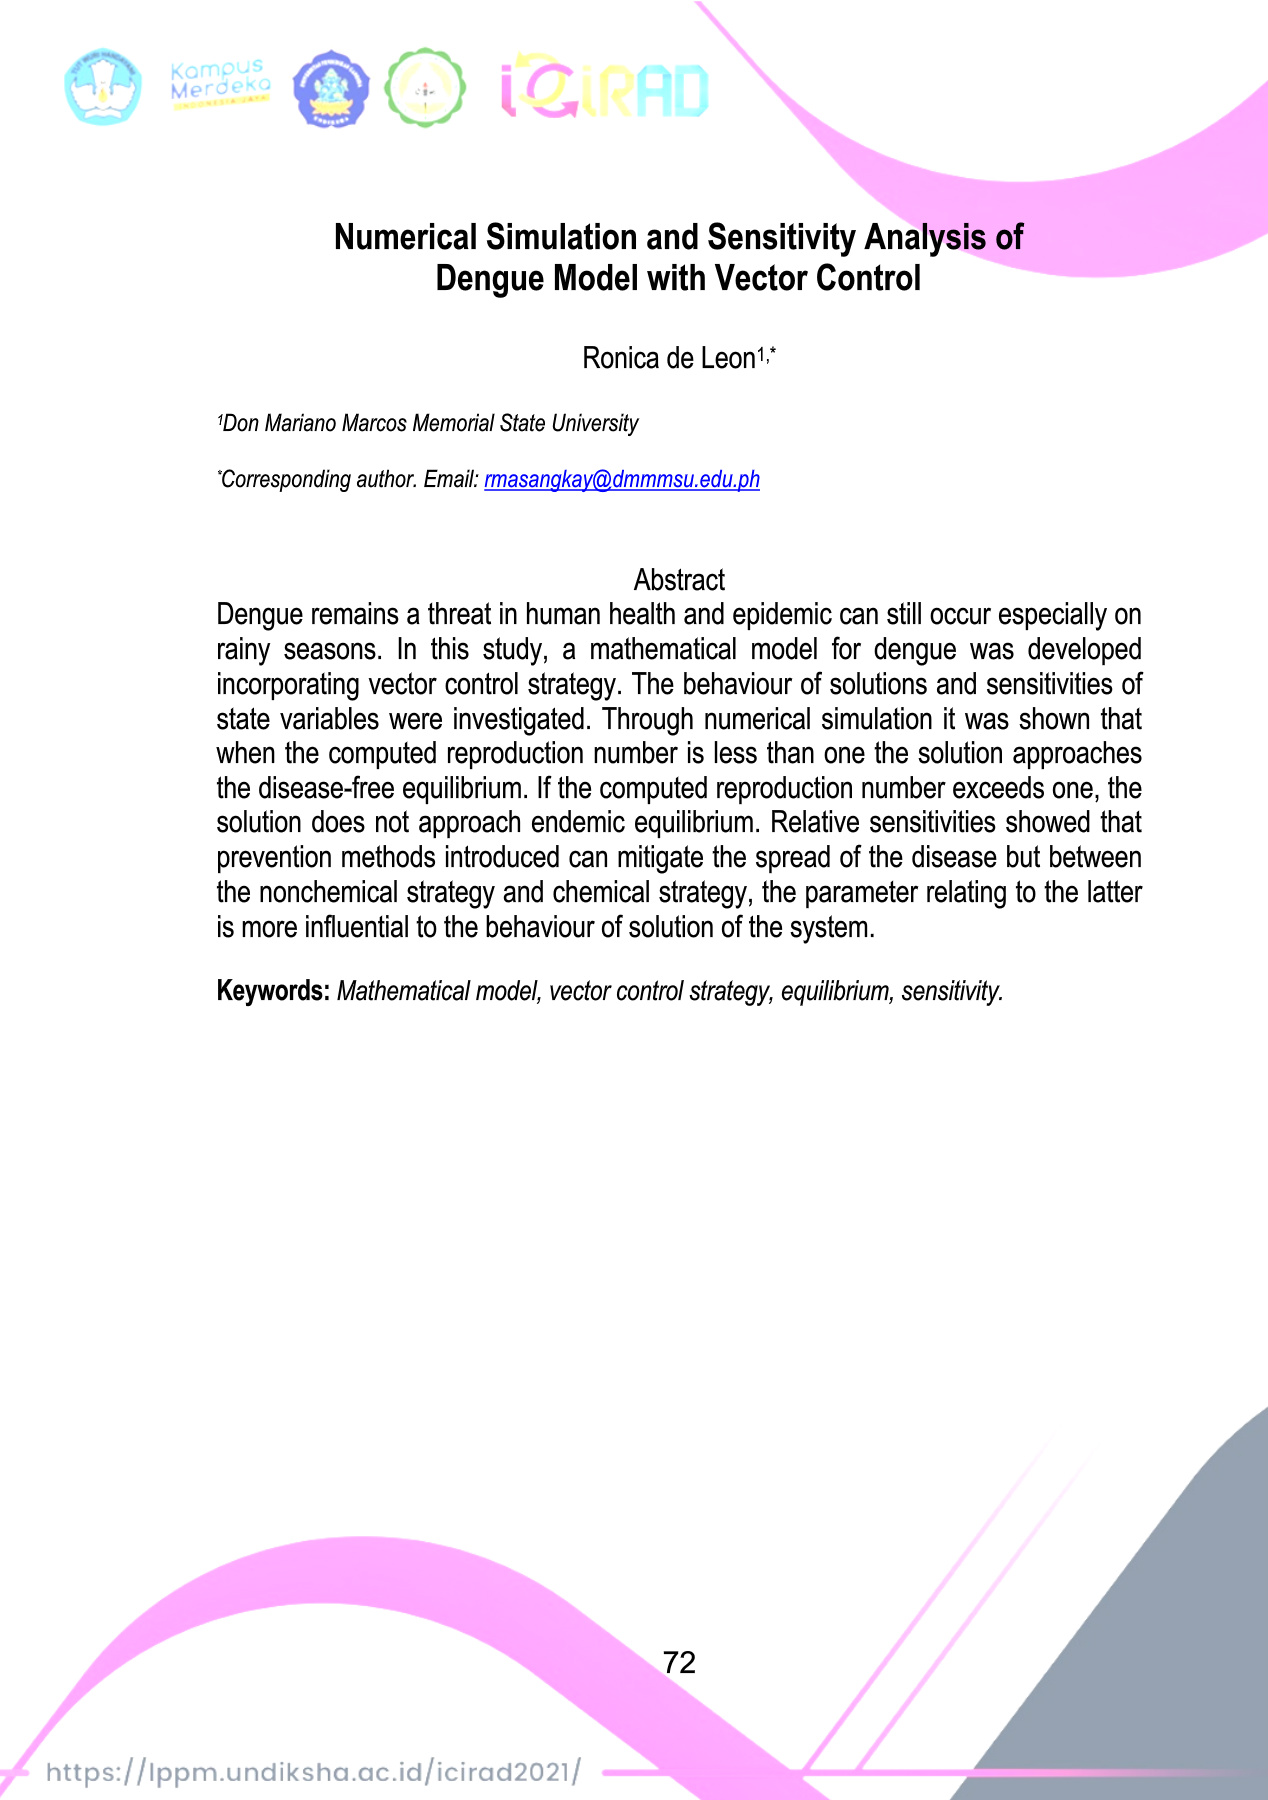 Kampus
Merdeka
INDONESIA JAYA
iCiRAD
Numerical Simulation and Sensitivity Analysis of
Dengue Model with Vector Control
Ronica de Leon1,*
1Don Mariano Marcos Memorial State University
*Corresponding author. Email: rmasangkay@dmmmsu.edu.ph
Abstract
Dengue remains a threat in human health and epidemic can still occur especially on
rainy seasons. In this study, a mathematical model for dengue was developed
incorporating vector control strategy. The behaviour of solutions and sensitivities of
state variables were investigated. Through numerical simulation it was shown that
when the computed reproduction number is less than one the solution approaches
the disease-free equilibrium. If the computed reproduction number exceeds one, the
solution does not approach endemic equilibrium. Relative sensitivities showed that
prevention methods introduced can mitigate the spread of the disease but between
the nonchemical strategy and chemical strategy, the parameter relating to the latter
is more influential to the behaviour of solution of the system.
Keywords: Mathematical model, vector control strategy, equilibrium, sensitivity.
72
https://lppm.undiksha.ac.id/icirad2021/